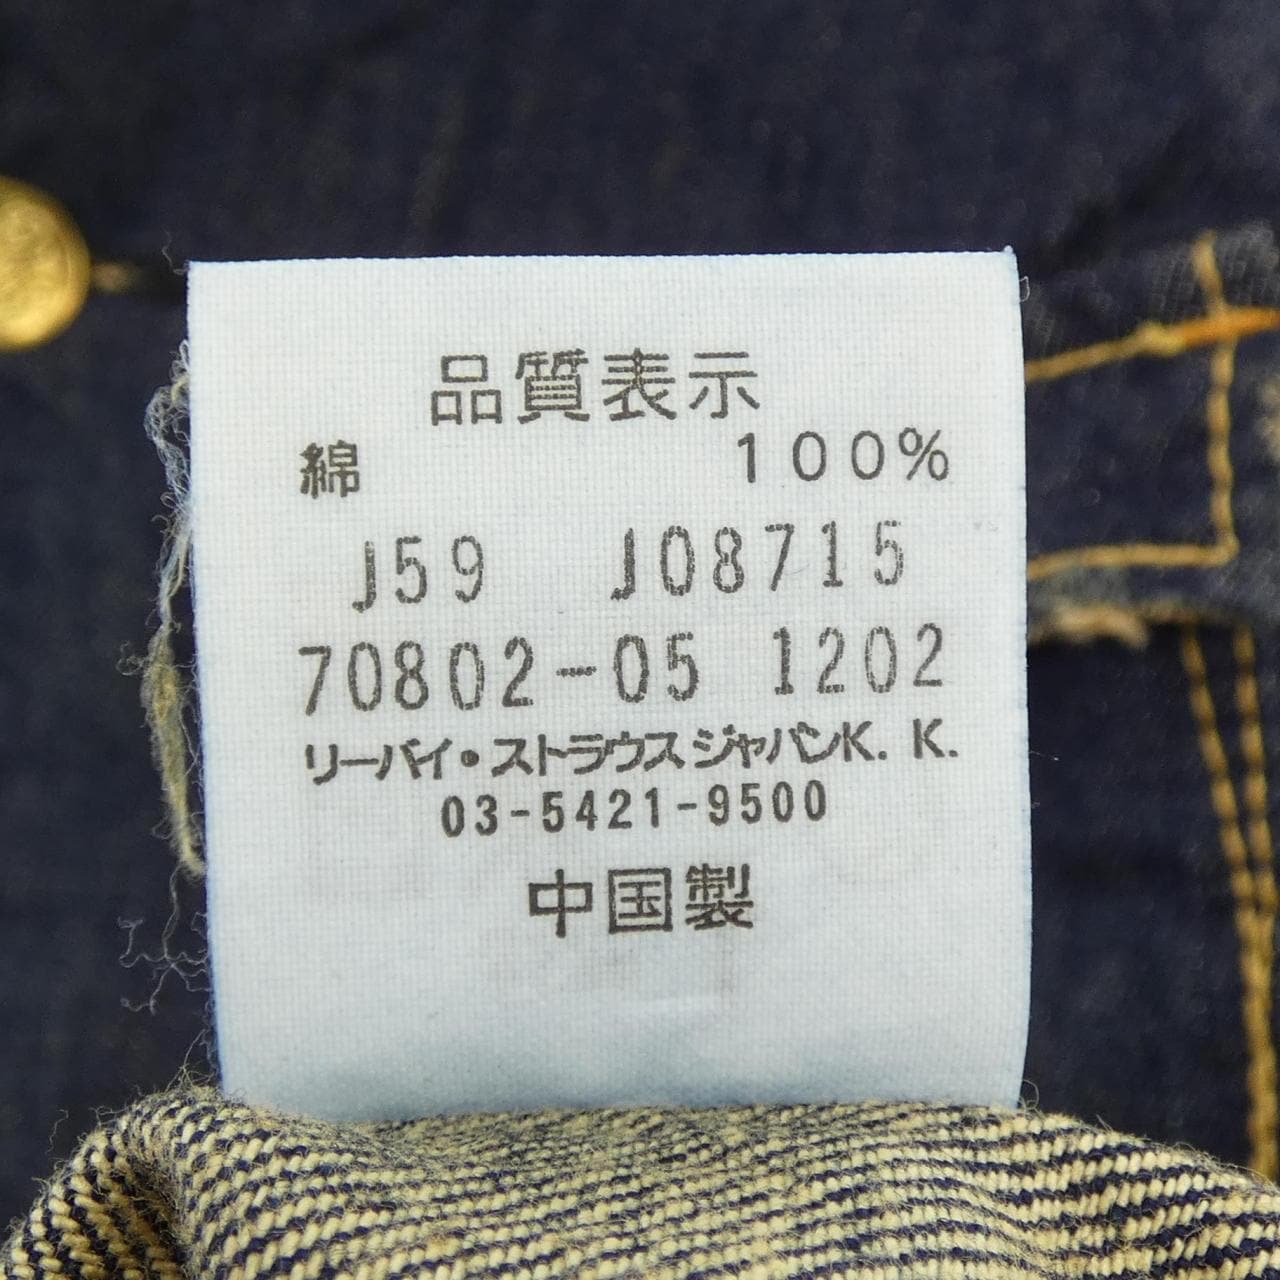 品質表示
綿 100%
J59 J08715
70802-05 1202
リーバイ・ストラウスジャパンK. K.
03-5421-9500
中国製